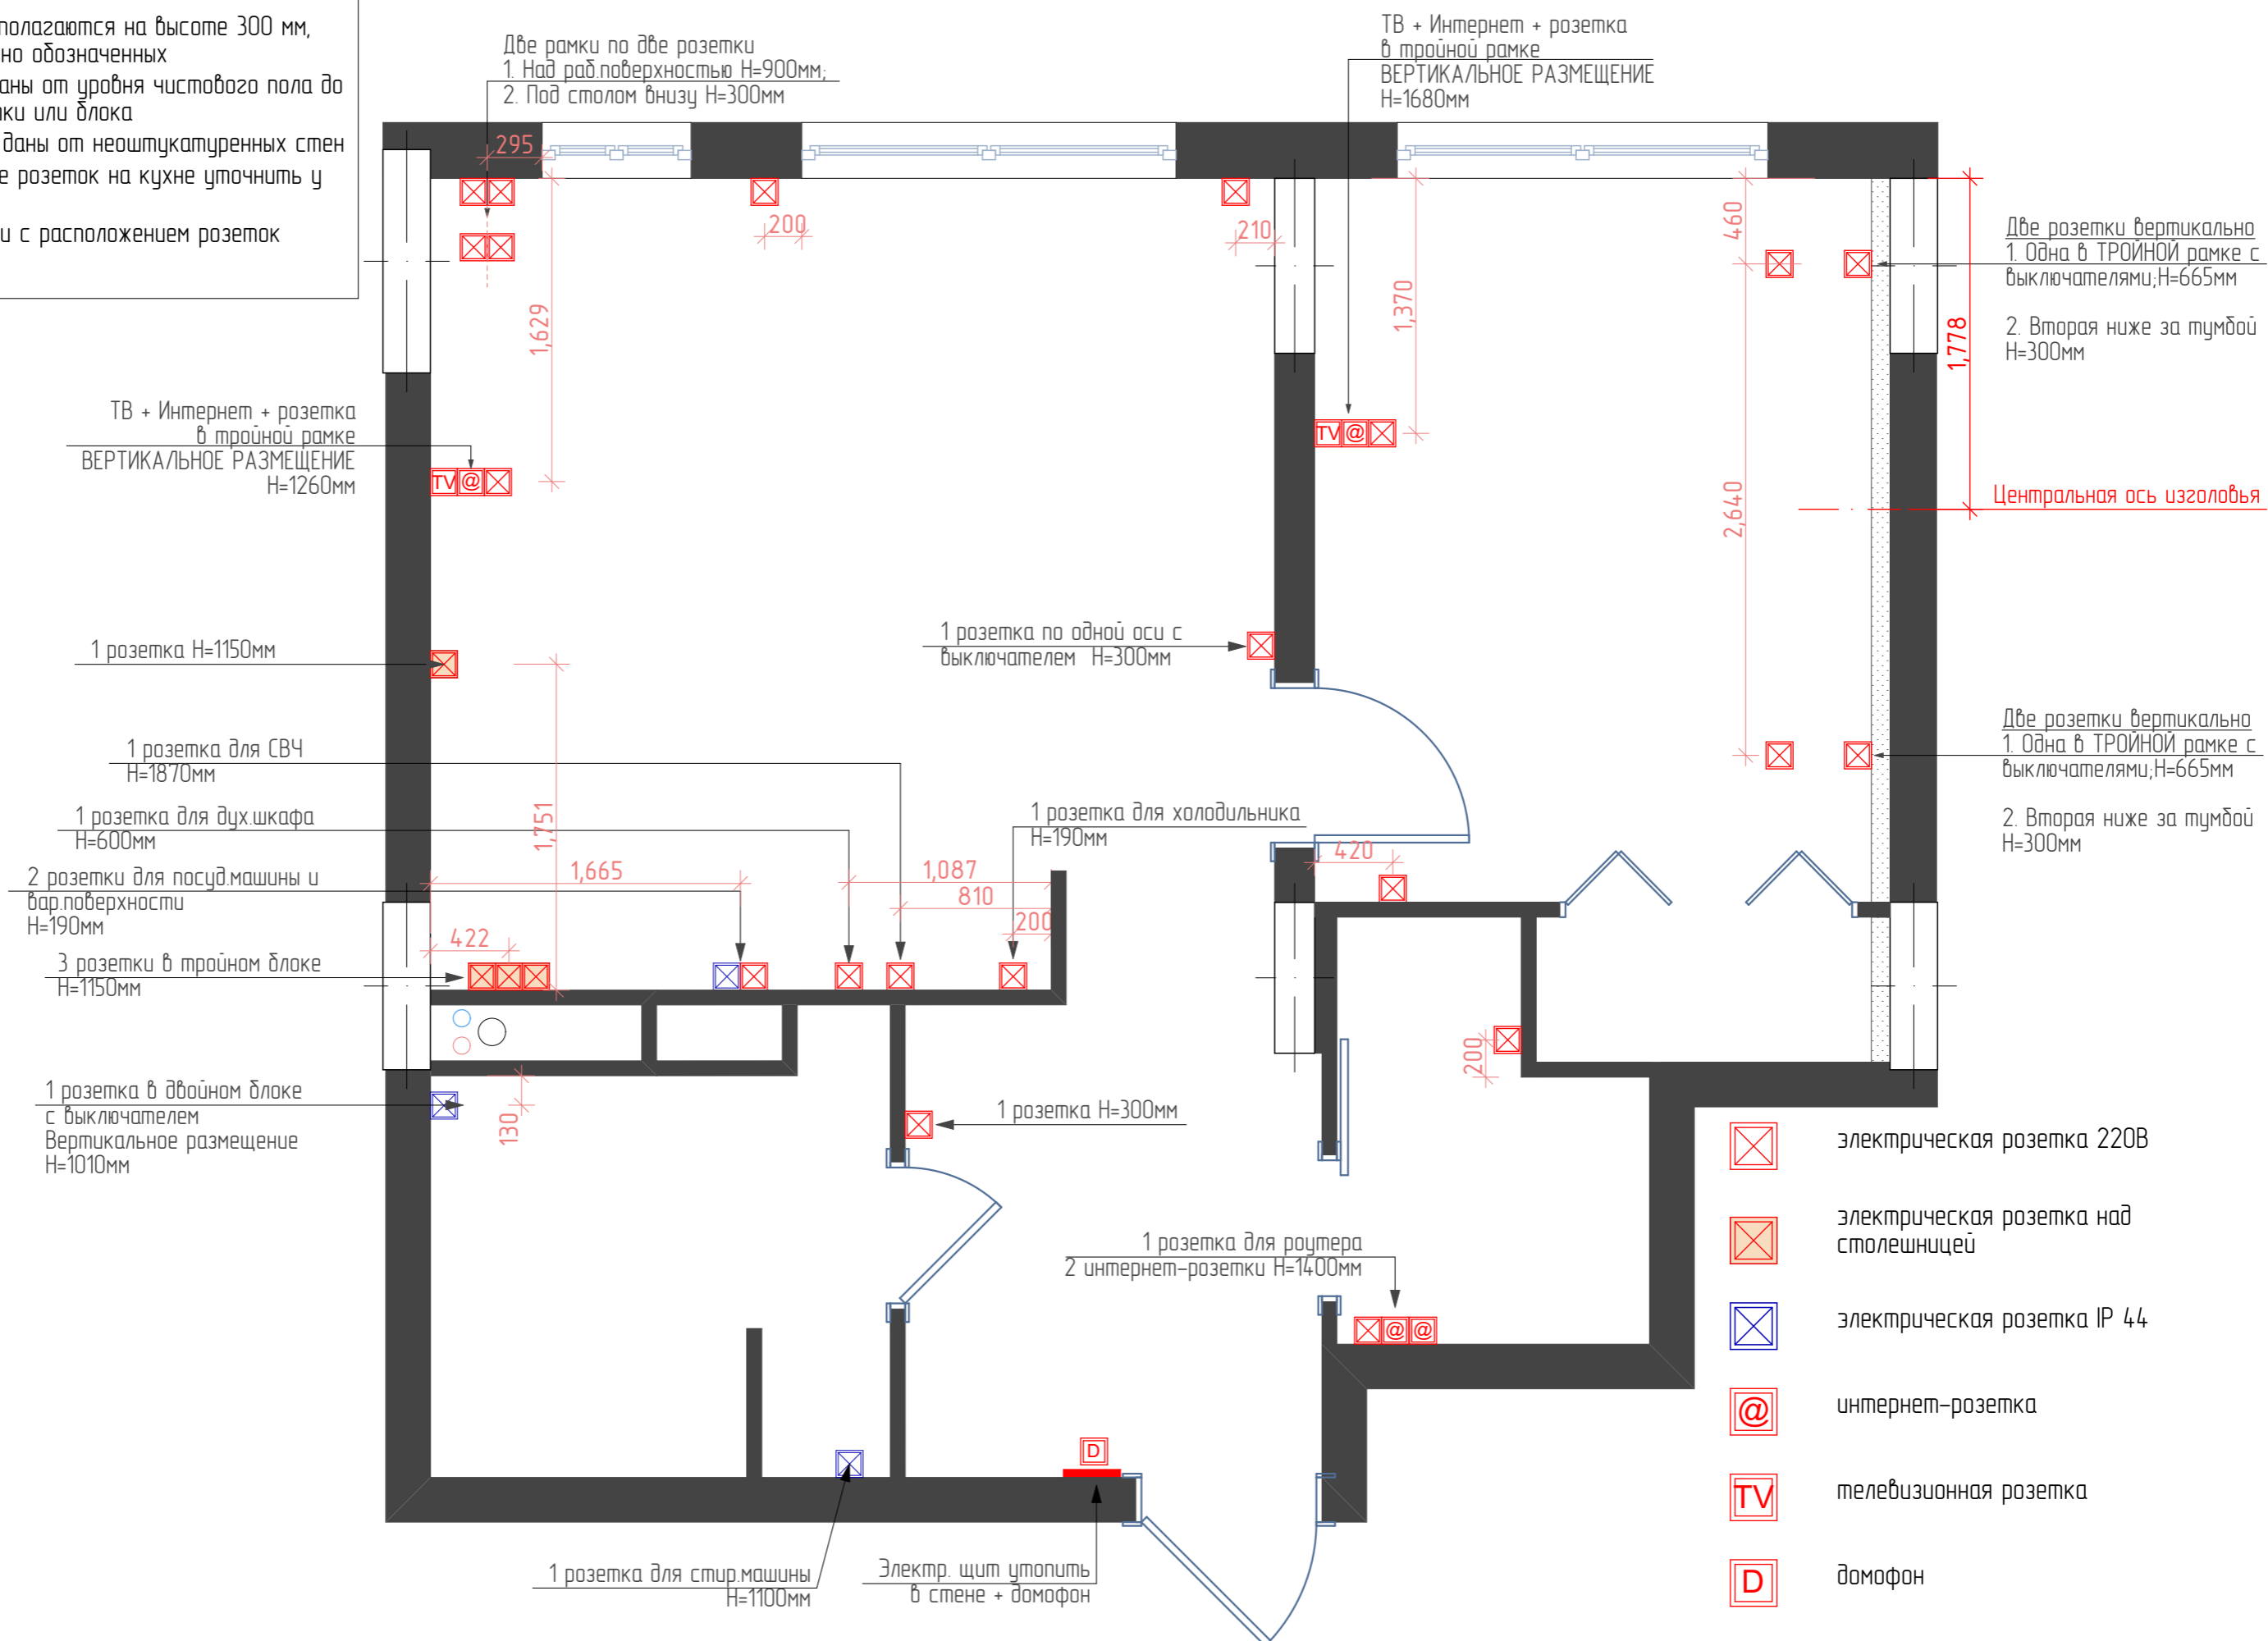 полагаются на высоте 300 мм,
но обозначенных
аны от уровня чистового пола до
ки или блока
даны от неоштукатуренных стен
е розеток на кухне уточнить у
и с расположением розеток
Две рамки по две розетки
1. Над раб.поверхностью H=900мм;
2. Под столом внизу H=300мм
ТВ + Интернет + розетка
в тройной рамке
ВЕРТИКАЛЬНОЕ РАЗМЕЩЕНИЕ
H=1680мм
295
200
210
460
1,629
1,370
1,778
2,640
Две розетки вертикально
1. Одна в ТРОЙНОЙ рамке с
выключателями;H=665мм
2. Вторая ниже за тумбой
H=300мм
ТВ + Интернет + розетка
в тройной рамке
ВЕРТИКАЛЬНОЕ РАЗМЕЩЕНИЕ
H=1260мм
TV @
TV @
Центральная ось изголовья
1 розетка H=1150мм
1 розетка по одной оси с
выключателем H=300мм
Две розетки вертикально
1. Одна в ТРОЙНОЙ рамке с
выключателями;H=665мм
2. Вторая ниже за тумбой
H=300мм
1 розетка для СВЧ
H=1870мм
1 розетка для дух.шкафа
H=600мм
1 розетка для холодильника
H=190мм
1,751
2 розетки для посуд.машины и
вар.поверхности
H=190мм
1,665
1,087
810
200
420
422
3 розетки в тройном блоке
H=1150мм
1 розетка в двойном блоке
с выключателем
Вертикальное размещение
H=1010мм
130
200
1 розетка H=300мм
1 розетка для роутера
2 интернет-розетки H=1400мм
@ @
D
1 розетка для стир.машины
H=1100мм
Электр. щит утопить
в стене + домофон
электрическая розетка 220В
электрическая розетка над
столешницей
электрическая розетка IP 44
@ интернет-розетка
TV телевизионная розетка
D домофон